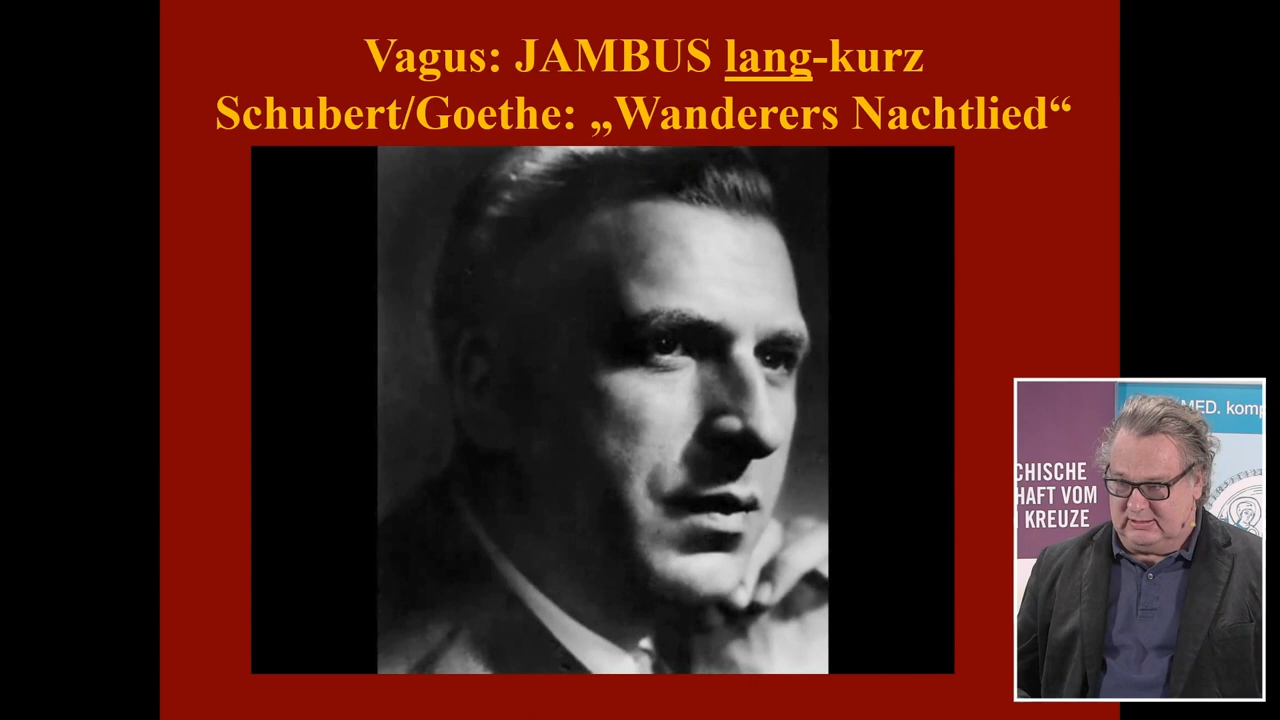 Vagus: JAMBUS lang-kurz
Schubert/Goethe: „Wanderers Nachtlied“
MED. komp
CHISCHE
HAFT VOM
KREUZE